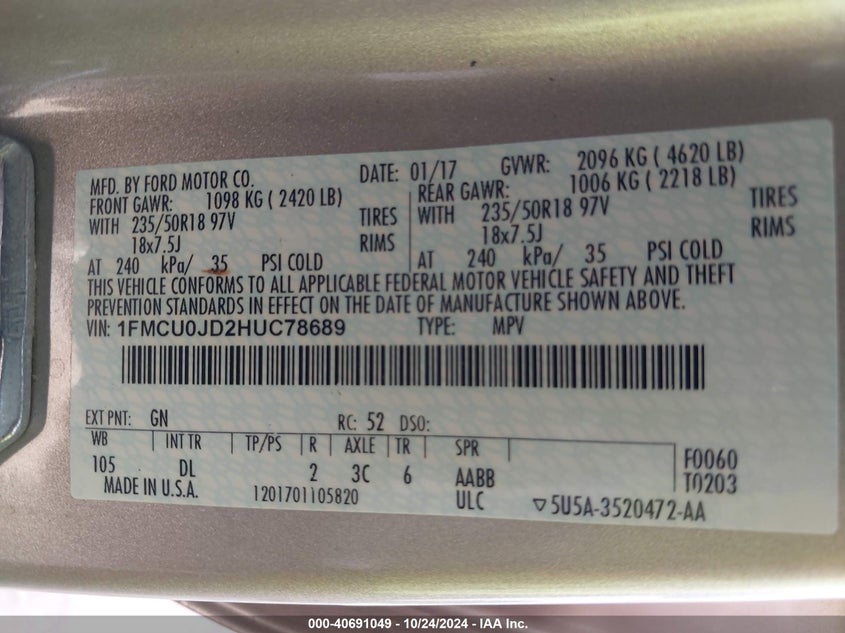 MFD. BY FORD MOTOR CO. DATE: 01/17 GVWR: 2096 KG ( 4620 LB)
FRONT GAWR: 1098 KG ( 2420 LB) REAR GAWR: 1006 KG ( 2218 LB)
WITH 235/50R18 97V TIRES WITH 235/50R18 97V TIRES
18x7.5J RIMS 18x7.5J RIMS
AT 240 kPa/ 35 PSI COLD AT 240 kPa/ 35 PSI COLD
THIS VEHICLE CONFORMS TO ALL APPLICABLE FEDERAL MOTOR VEHICLE SAFETY AND THEFT
PREVENTION STANDARDS IN EFFECT ON THE DATE OF MANUFACTURE SHOWN ABOVE.
VIN: 1FMCU0JD2HUC78689 TYPE: MPV
EXT PNT: GN RC: 52 DSO:
WB INT TR TP/PS R AXLE TR SPR
105 DL 2 3C 6 AABB F0060
MADE IN U.S.A. 1201701105820 ULC T0203
▽5U5A-3520472-AA
000-40691049 - 10/24/2024 - IAA Inc.